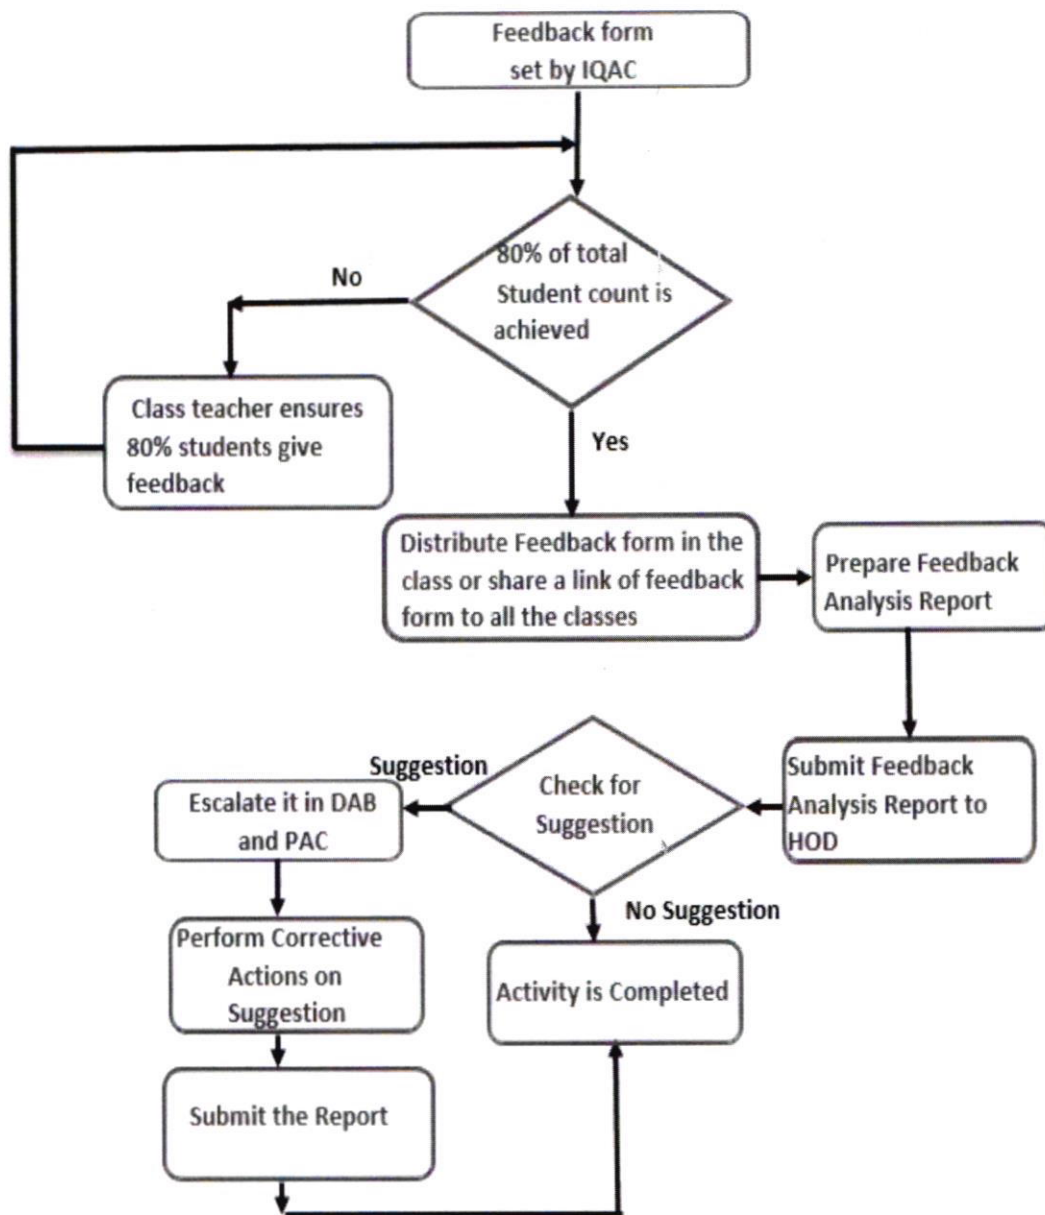 Feedback form
set by IQAC
80% of total
Student count is
achieved
No
Class teacher ensures
80% students give
feedback
Yes
Distribute Feedback form in the
class or share a link of feedback
form to all the classes
Prepare Feedback
Analysis Report
Submit Feedback
Analysis Report to
HOD
Check for
Suggestion
Suggestion
Escalate it in DAB
and PAC
No Suggestion
Perform Corrective
Actions on
Suggestion
Activity is Completed
Submit the Report